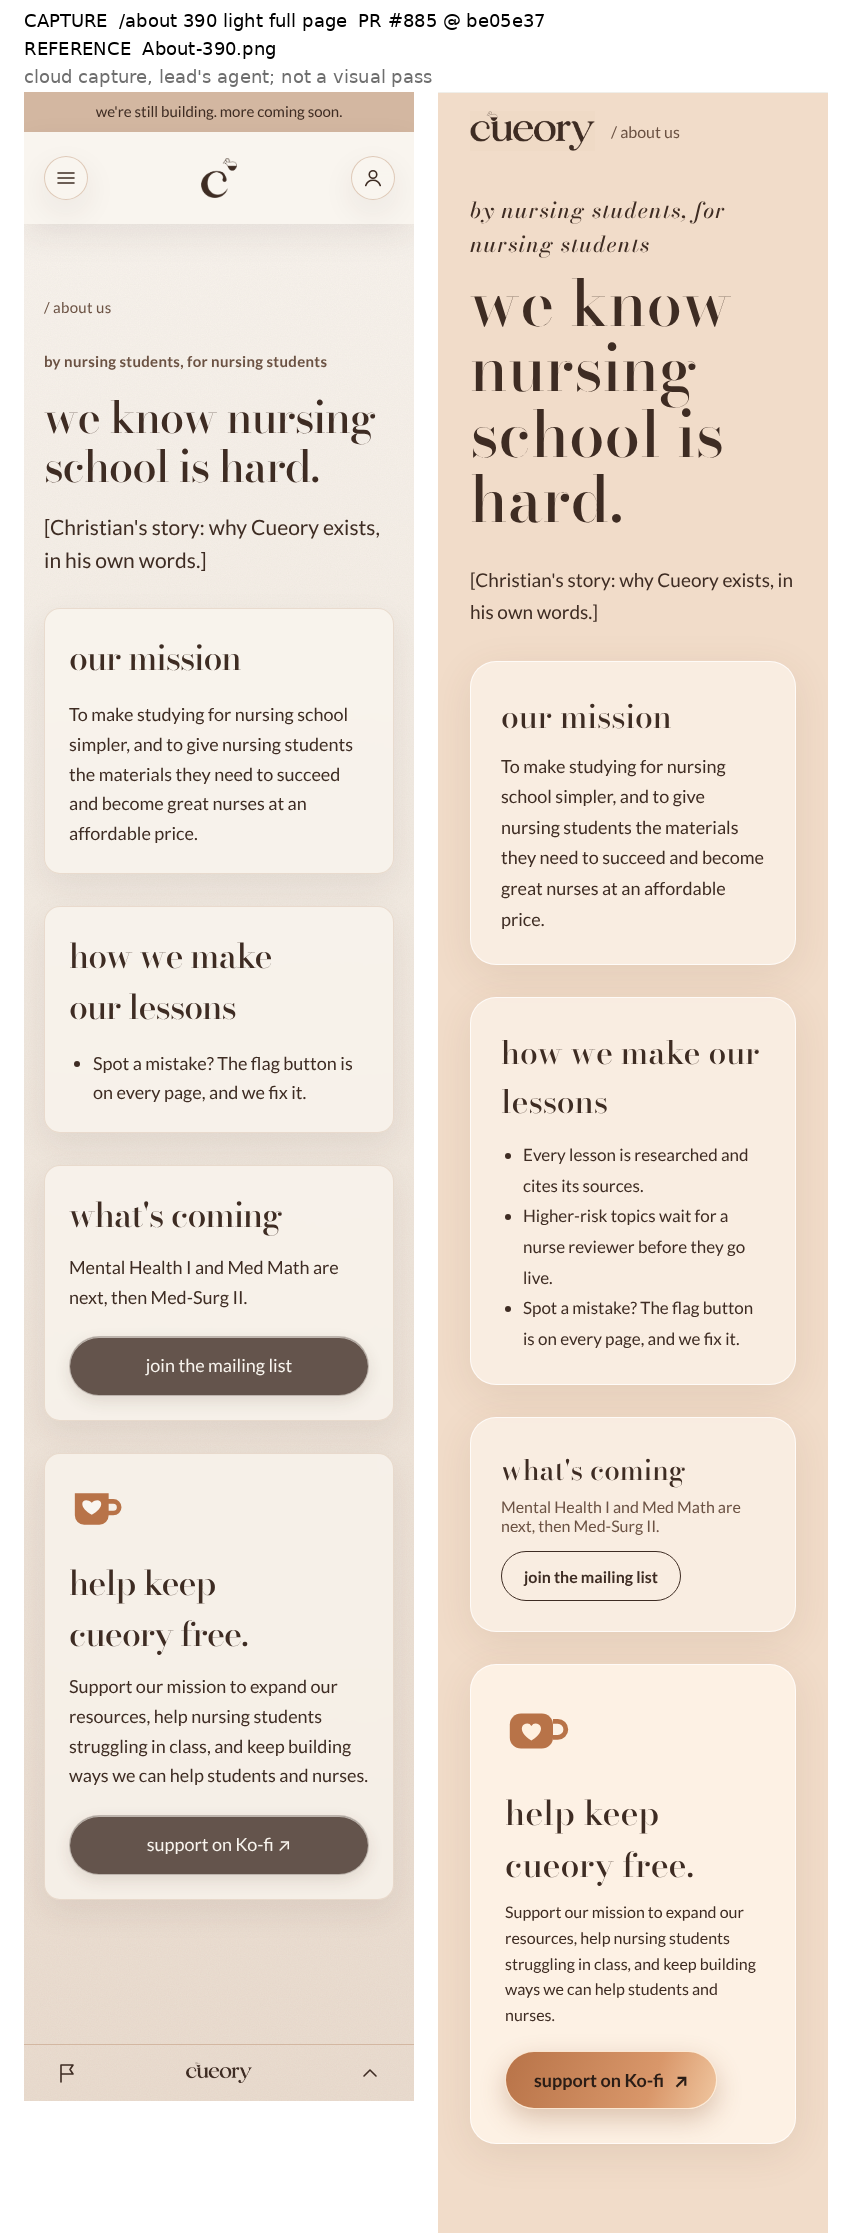 CAPTURE /about 390 light full page PR #885 @ be05e37
REFERENCE About-390.png
cloud capture, lead's agent; not a visual pass
we're still building. more coming soon.
c
/ about us
by nursing students, for nursing students
we know nursing
school is hard.
[Christian's story: why Cueory exists,
in his own words.]
our mission
To make studying for nursing school
simpler, and to give nursing students
the materials they need to succeed
and become great nurses at an
affordable price.
how we make
our lessons
• Spot a mistake? The flag button is
on every page, and we fix it.
what's coming
Mental Health I and Med Math are
next, then Med-Surg II.
join the mailing list
help keep
cueory free.
Support our mission to expand our
resources, help nursing students
struggling in class, and keep building
ways we can help students and nurses.
support on Ko-fi ↗
cueory
cueory / about us
by nursing students, for
nursing students
we know
nursing
school is
hard.
[Christian's story: why Cueory exists, in
his own words.]
our mission
To make studying for nursing
school simpler, and to give
nursing students the materials
they need to succeed and become
great nurses at an affordable
price.
how we make our
lessons
• Every lesson is researched and
cites its sources.
• Higher-risk topics wait for a
nurse reviewer before they go
live.
• Spot a mistake? The flag button
is on every page, and we fix it.
what's coming
Mental Health I and Med Math are
next, then Med-Surg II.
join the mailing list
help keep
cueory free.
Support our mission to expand our
resources, help nursing students
struggling in class, and keep building
ways we can help students and
nurses.
support on Ko-fi ↗